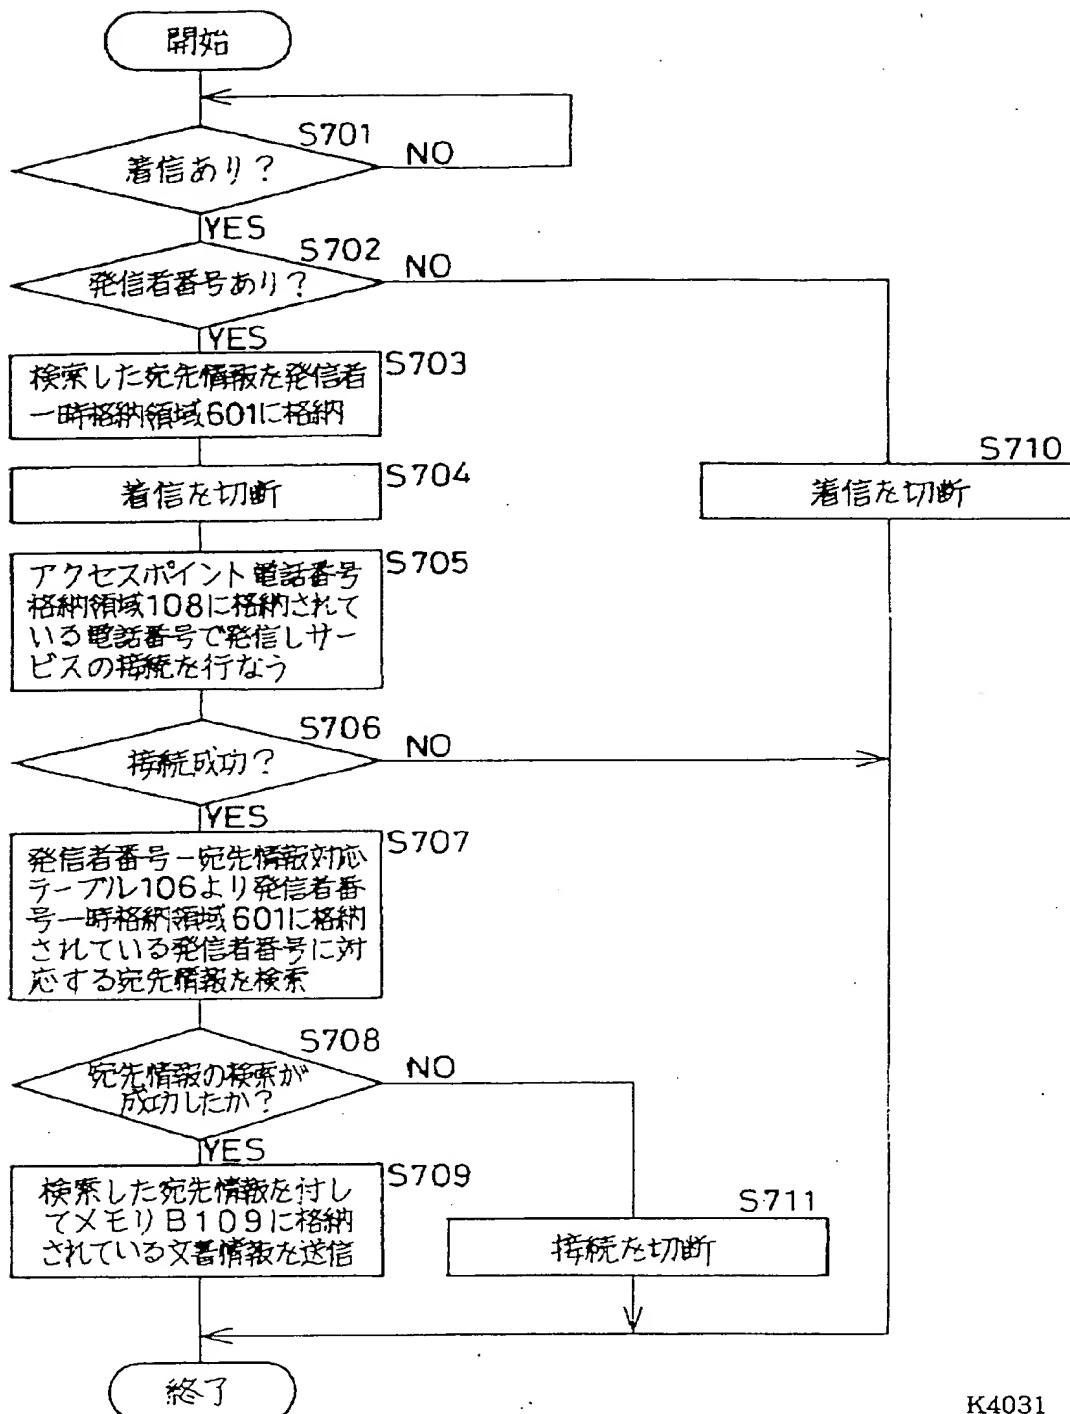 開始
S701
着信あり?
NO
YES
S702
発信者番号あり?
NO
YES
S703
検索した宛先情報を発信者
一時格納領域601に格納
S704
着信を切断
S710
着信を切断
S705
アクセスポイント電話番号
格納領域108に格納されて
いる電話番号で発信しサー
ビスの接続を行なう
S706
接続成功?
NO
YES
S707
発信者番号-宛先情報対応
テーブル106より発信者番
号一時格納領域601に格納
されている発信者番号に対
応する宛先情報を検索
S708
宛先情報の検索が
成功したか?
NO
YES
S709
検索した宛先情報を付し
てメモリB109に格納
されている文書情報を送信
S711
接続を切断
終了
K4031